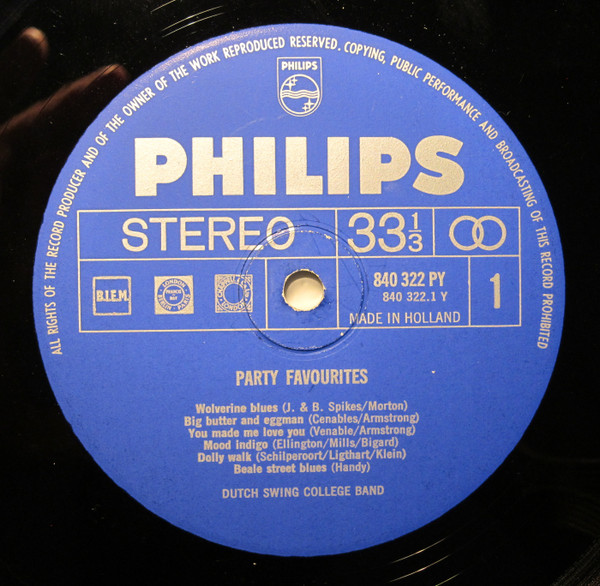 ALL RIGHTS OF THE RECORD PRODUCER AND OF THE OWNER OF THE WORK REPRODUCED RESERVED. COPYING, PUBLIC PERFORMANCE AND BROADCASTING OF THIS RECORD PROHIBITED
PHILIPS
PHILIPS
STEREO 33 1/3
B.I.E.M. 840 322 PY
840 322.1 Y
MADE IN HOLLAND
1
PARTY FAVOURITES
Wolverine blues (J. & B. Spikes/Morton)
Big butter and eggman (Cenables/Armstrong)
You made me love you (Venable/Armstrong)
Mood indigo (Ellington/Mills/Bigard)
Dolly walk (Schilperoort/Ligthart/Klein)
Beale street blues (Handy)
DUTCH SWING COLLEGE BAND